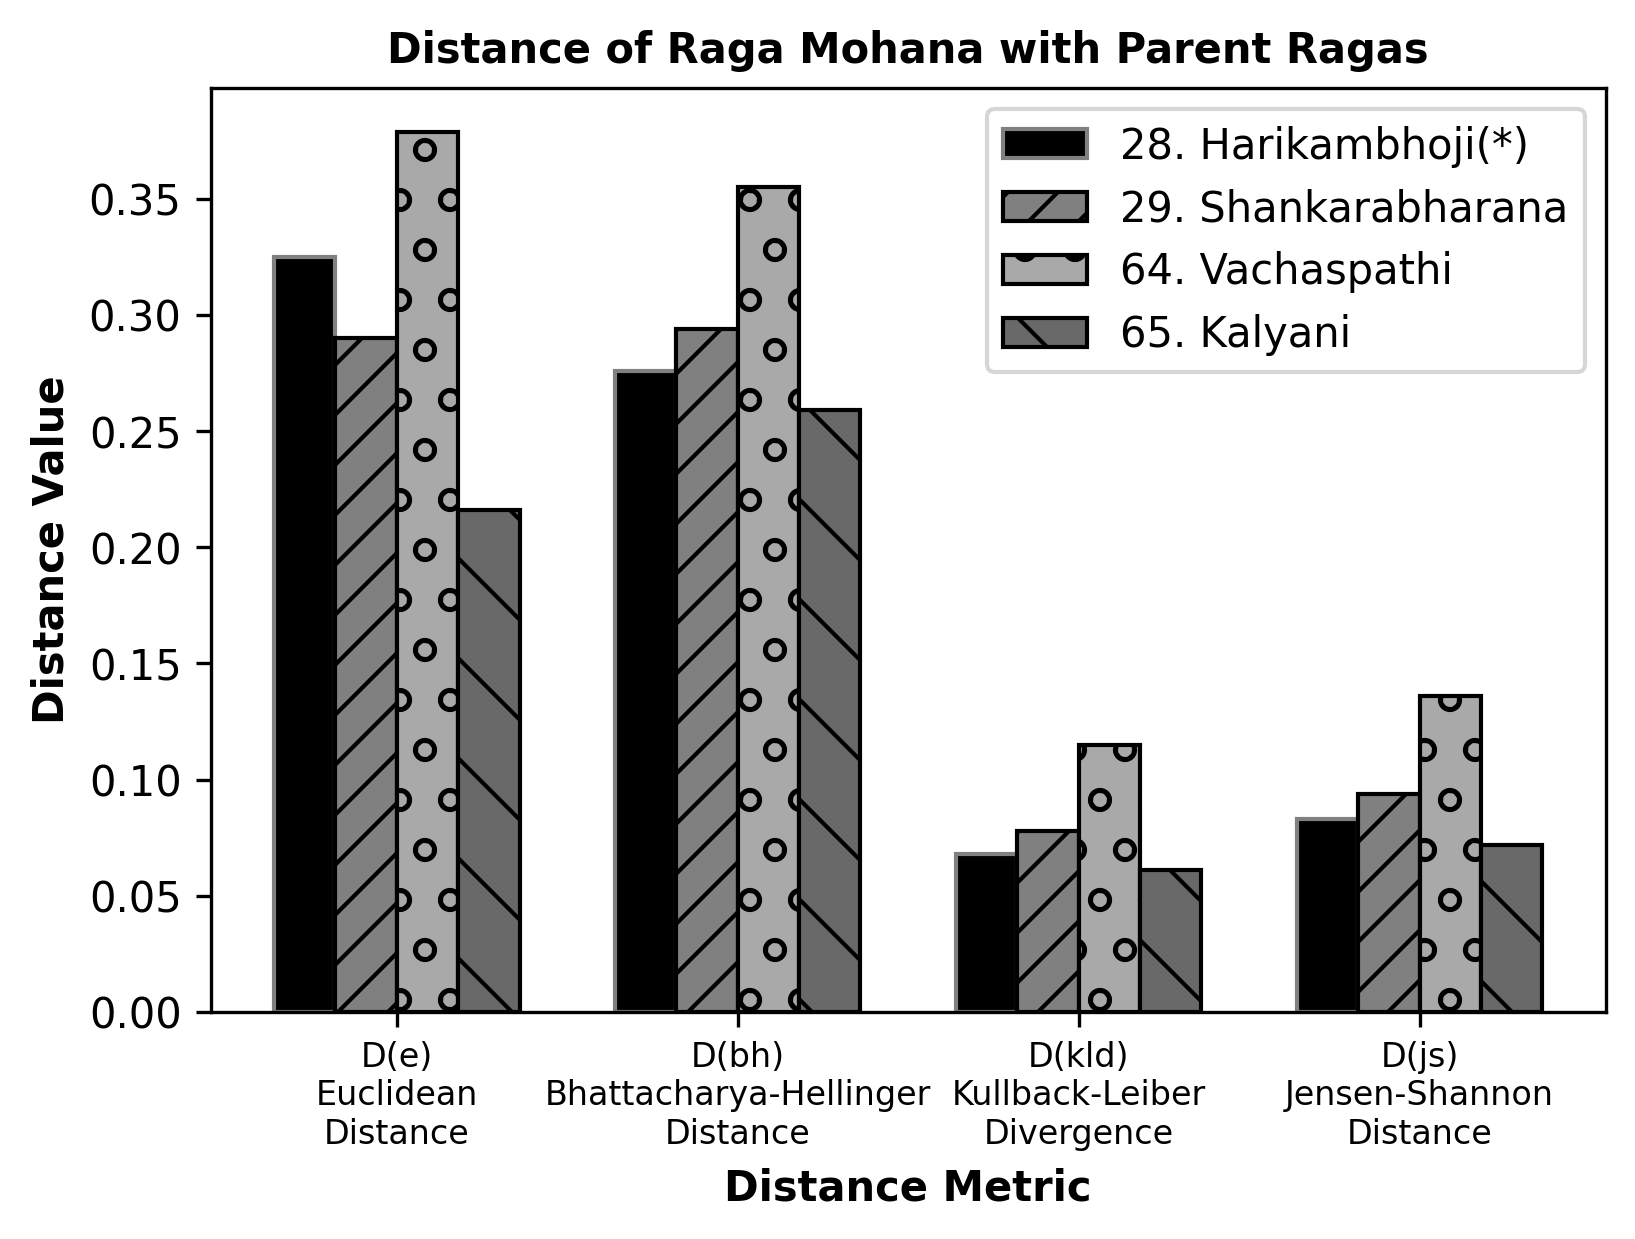 Distance of Raga Mohana with Parent Ragas
28. Harikambhoji(*)
29. Shankarabharana
64. Vachaspathi
65. Kalyani
Distance Value
0.35
0.30
0.25
0.20
0.15
0.10
0.05
0.00
D(e)
Euclidean
Distance
D(bh)
Bhattacharya-Hellinger
Distance
D(kld)
Kullback-Leiber
Divergence
D(js)
Jensen-Shannon
Distance
Distance Metric